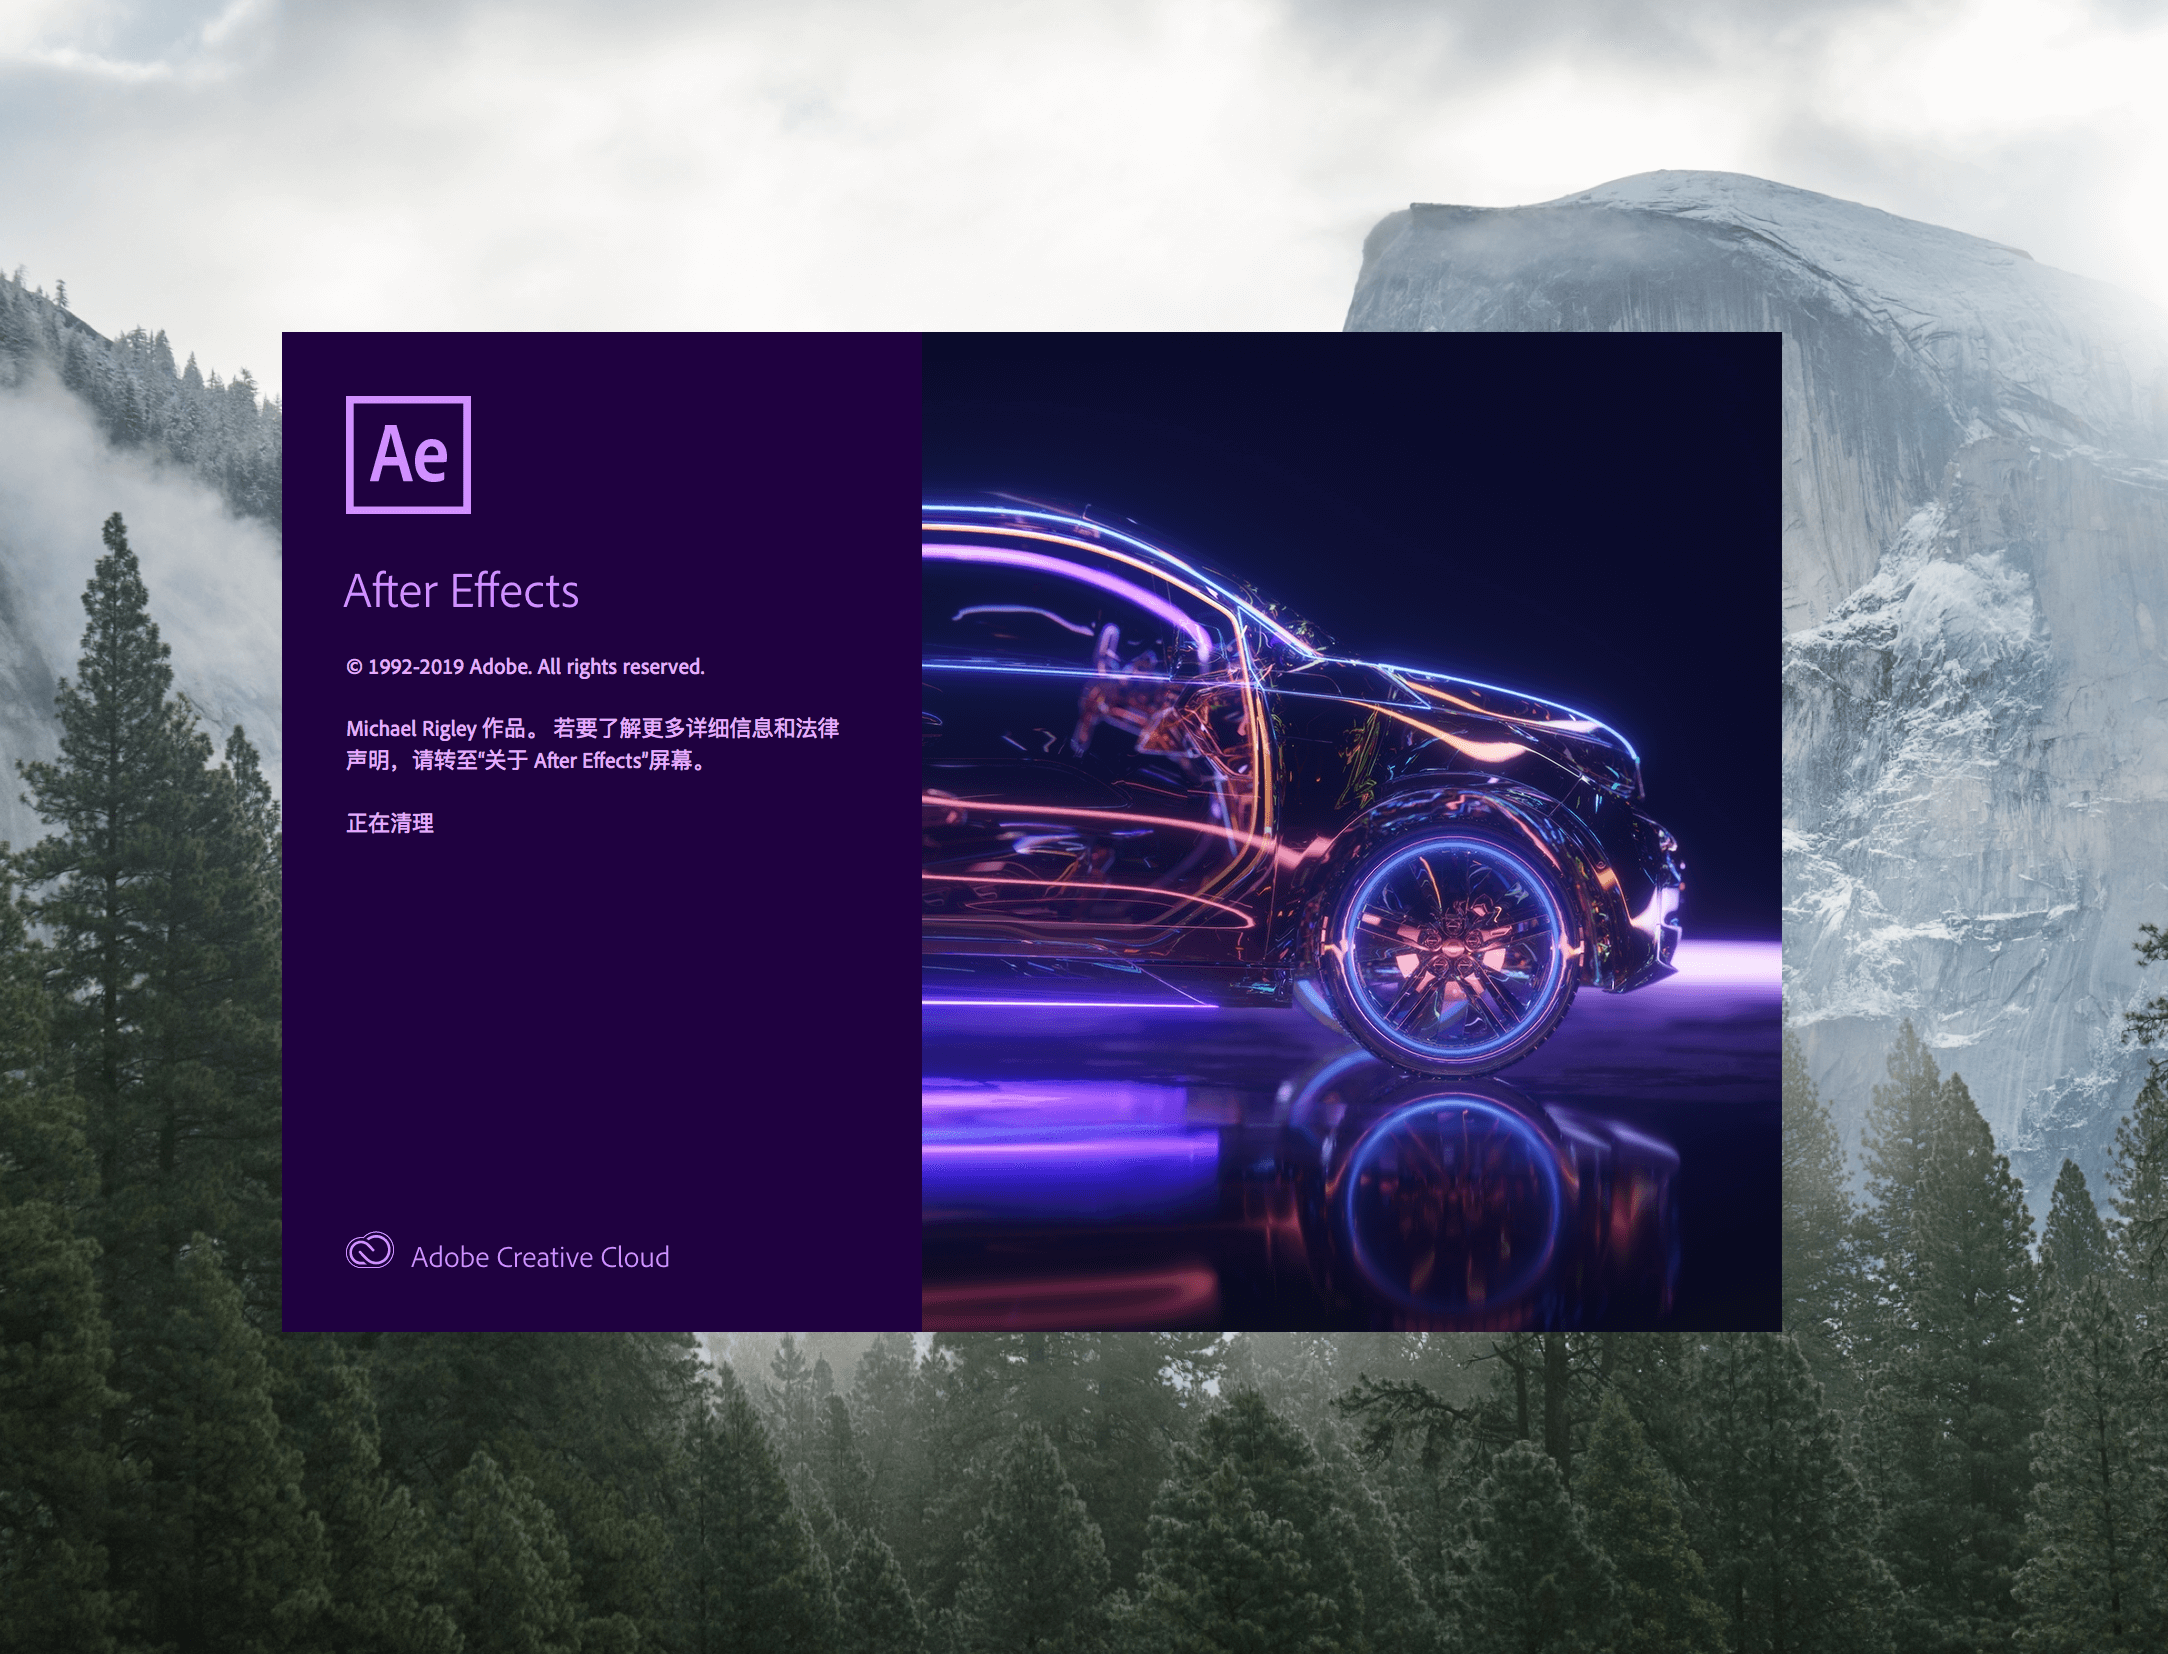 Ae
After Effects
© 1992-2019 Adobe. All rights reserved.
Michael Rigley 作品。 若要了解更多详细信息和法律
声明，请转至“关于 After Effects”屏幕。
正在清理
Adobe Creative Cloud